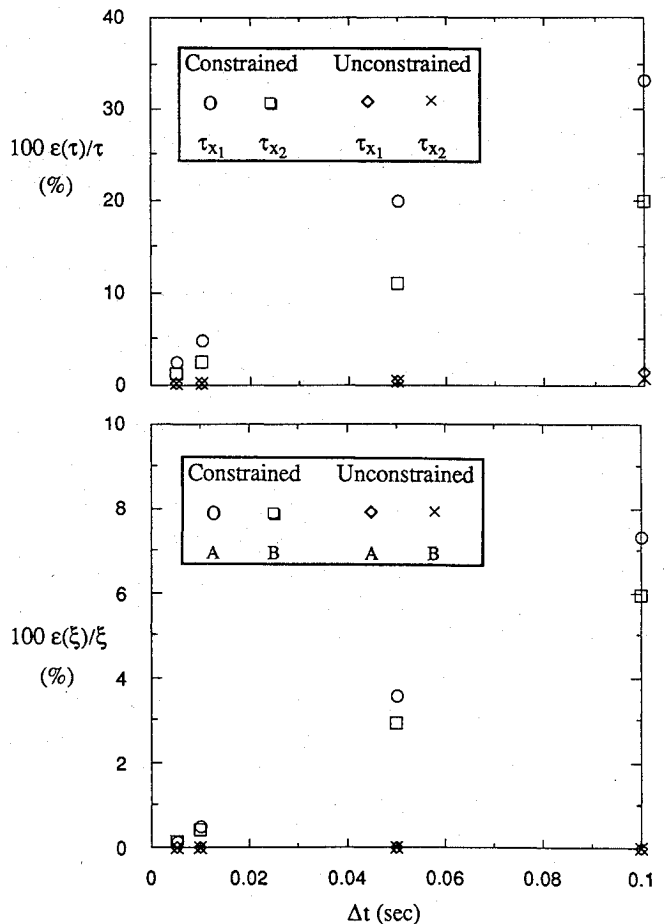 40
30
20
10
0
100 ε(τ)/τ
(%)
Constrained Unconstrained
τx1 τx2 τx1 τx2
10
8
6
4
2
0
100 ε(ξ)/ξ
(%)
Constrained Unconstrained
A B A B
0 0.02 0.04 0.06 0.08 0.1
Δt (sec)